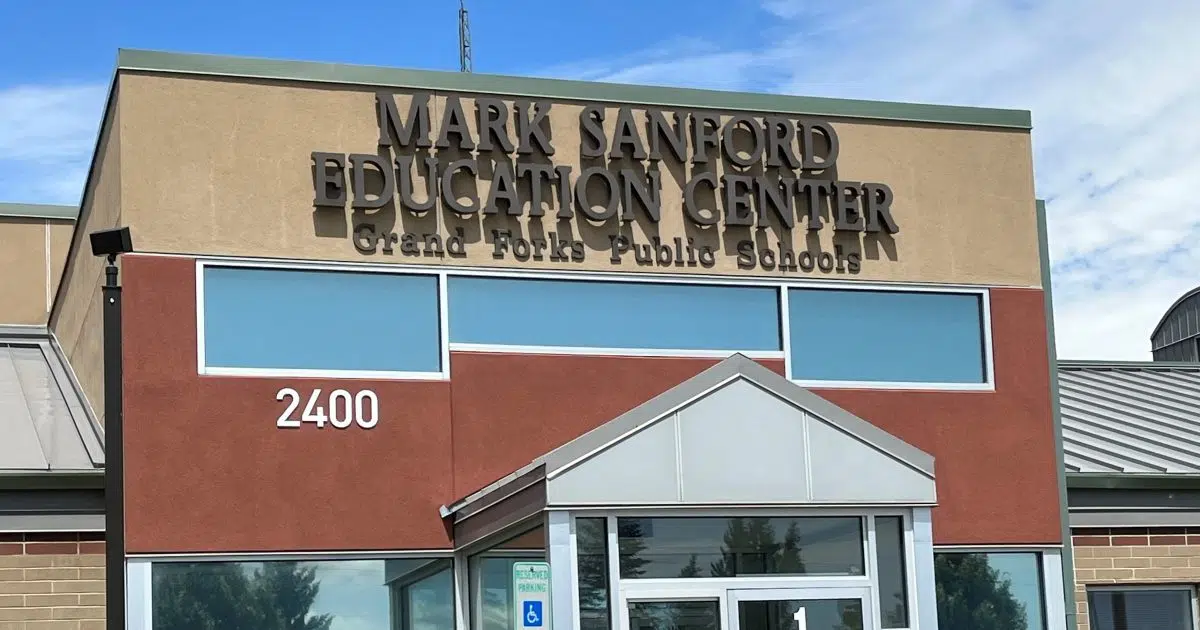 MARK SANFORD
EDUCATION CENTER
Grand Forks Public Schools
2400
RESERVED
PARKING
1